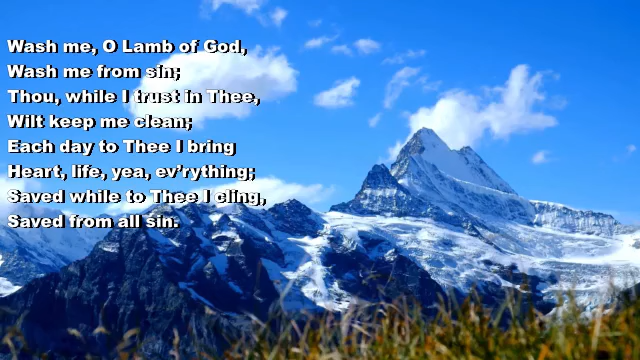 Wash me, O Lamb of God,
Wash me from sin;
Thou, while I trust in Thee,
Wilt keep me clean;
Each day to Thee I bring
Heart, life, yea, ev’rything;
Saved while to Thee I cling,
Saved from all sin.